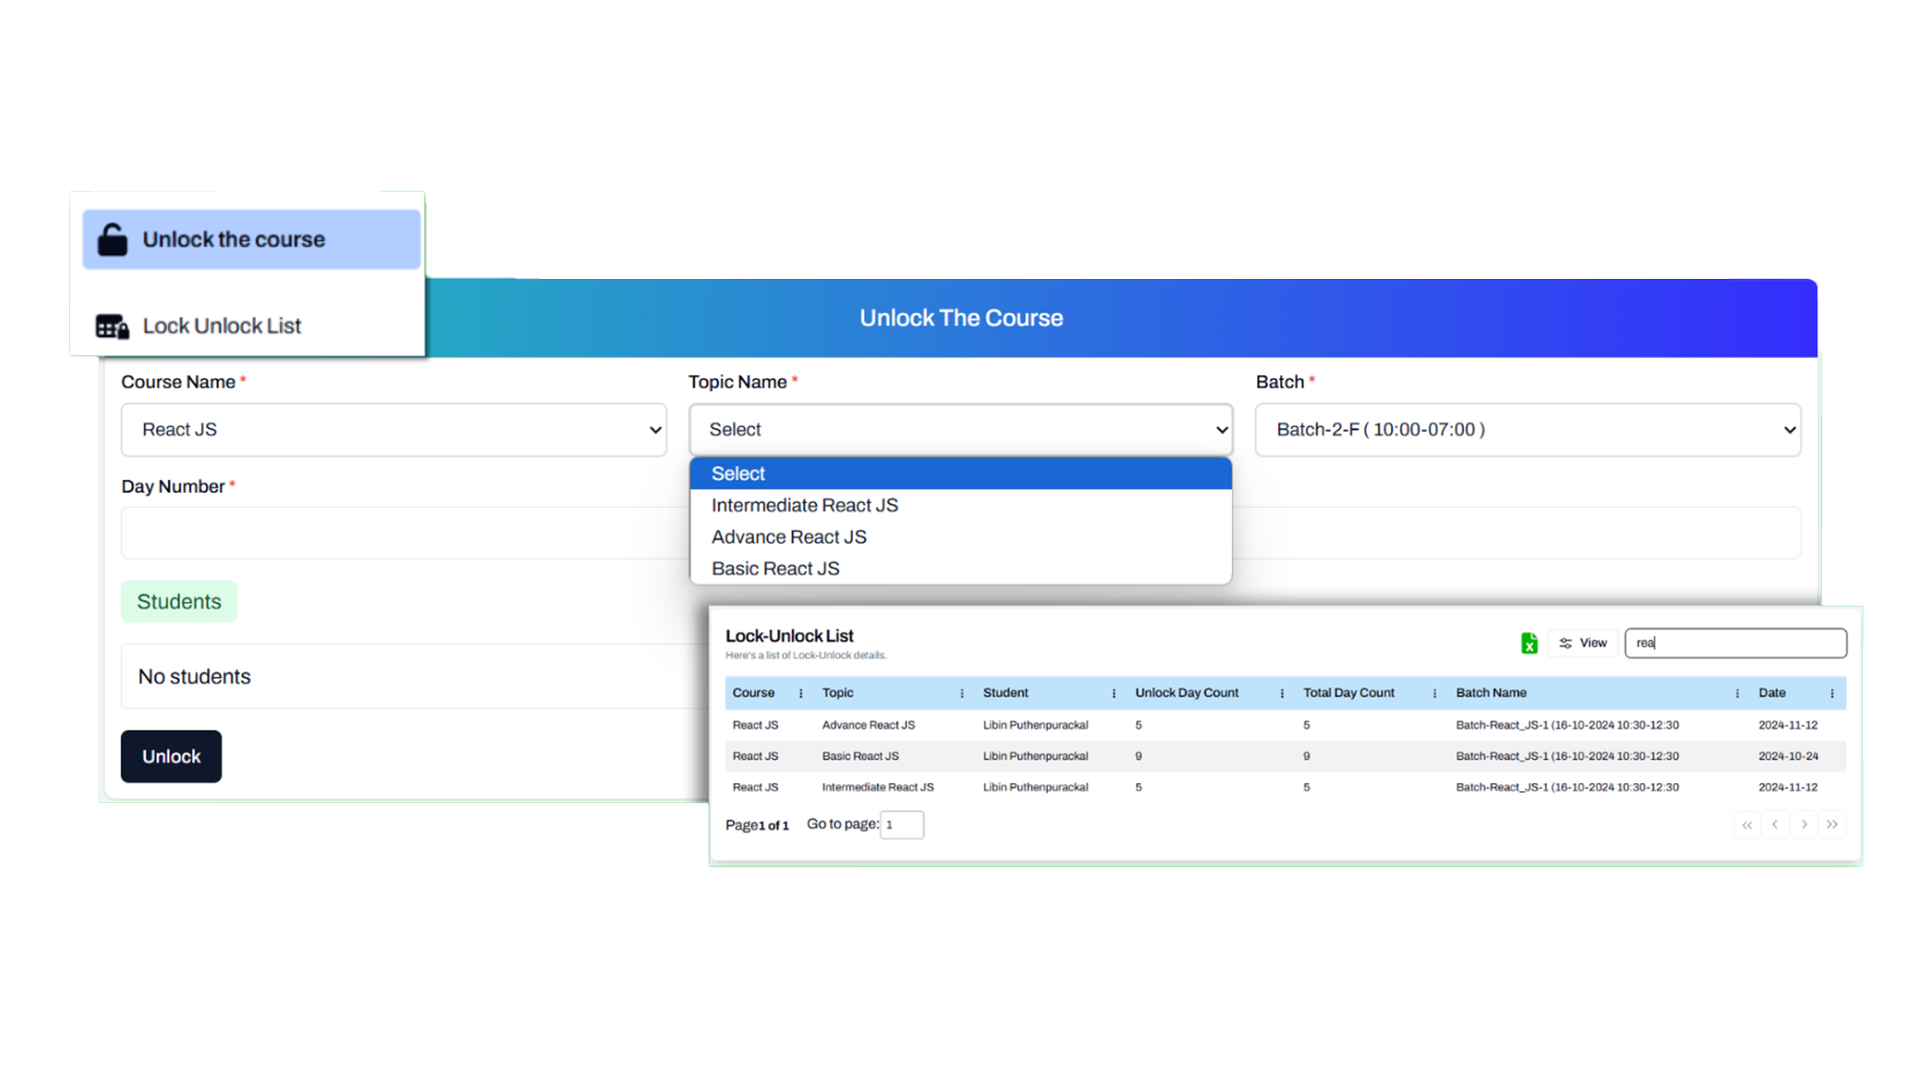 Unlock the course
Lock Unlock List
Unlock The Course
Course Name *
Topic Name *
Batch *
React JS
Select
Batch-2-F ( 10:00-07:00 )
Day Number *
Select
Intermediate React JS
Advance React JS
Basic React JS
Students
No students
Unlock
Lock-Unlock List
Here's a list of Lock-Unlock details.
View
rea
Course Topic Student Unlock Day Count Total Day Count Batch Name Date
React JS Advance React JS Libin Puthenpurackal 5 5 Batch-React_JS-1 (16-10-2024 10:30-12:30 2024-11-12
React JS Basic React JS Libin Puthenpurackal 9 9 Batch-React_JS-1 (16-10-2024 10:30-12:30 2024-10-24
React JS Intermediate React JS Libin Puthenpurackal 5 5 Batch-React_JS-1 (16-10-2024 10:30-12:30 2024-11-12
Page1 of 1 Go to page: 1